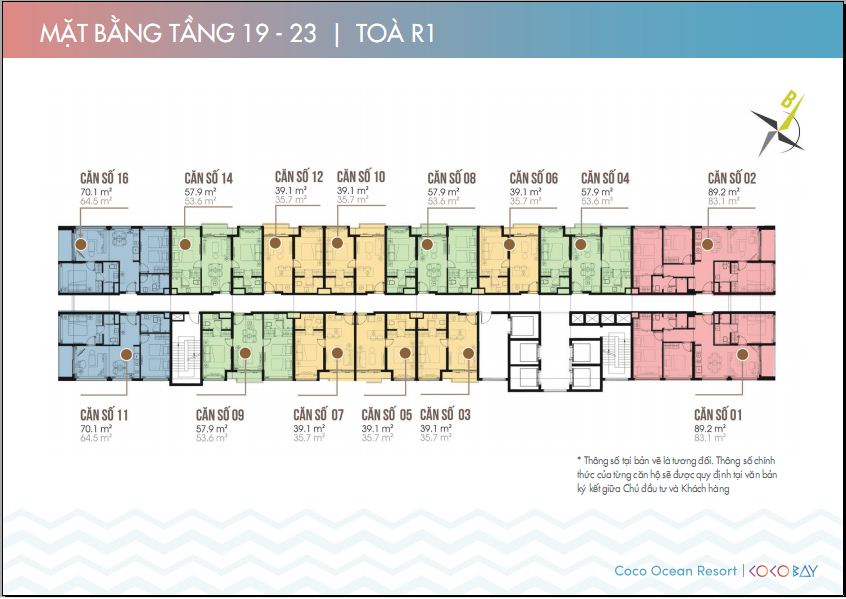 MẶT BẰNG TẦNG 19 - 23 | TOÀ R1
B
CĂN SỐ 16
70.1 m²
64.5 m²
CĂN SỐ 14
57.9 m²
53.6 m²
CĂN SỐ 12
39.1 m²
35.7 m²
CĂN SỐ 10
39.1 m²
35.7 m²
CĂN SỐ 08
57.9 m²
53.6 m²
CĂN SỐ 06
39.1 m²
35.7 m²
CĂN SỐ 04
57.9 m²
53.6 m²
CĂN SỐ 02
89.2 m²
83.1 m²
CĂN SỐ 11
70.1 m²
64.5 m²
CĂN SỐ 09
57.9 m²
53.6 m²
CĂN SỐ 07
39.1 m²
35.7 m²
CĂN SỐ 05
39.1 m²
35.7 m²
CĂN SỐ 03
39.1 m²
35.7 m²
CĂN SỐ 01
89.2 m²
83.1 m²
* Thông số tại bản vẽ là tương đối. Thông số chính
thức của từng căn hộ sẽ được quy định tại văn bản
ký kết giữa Chủ đầu tư và Khách hàng
Coco Ocean Resort | COCO BAY